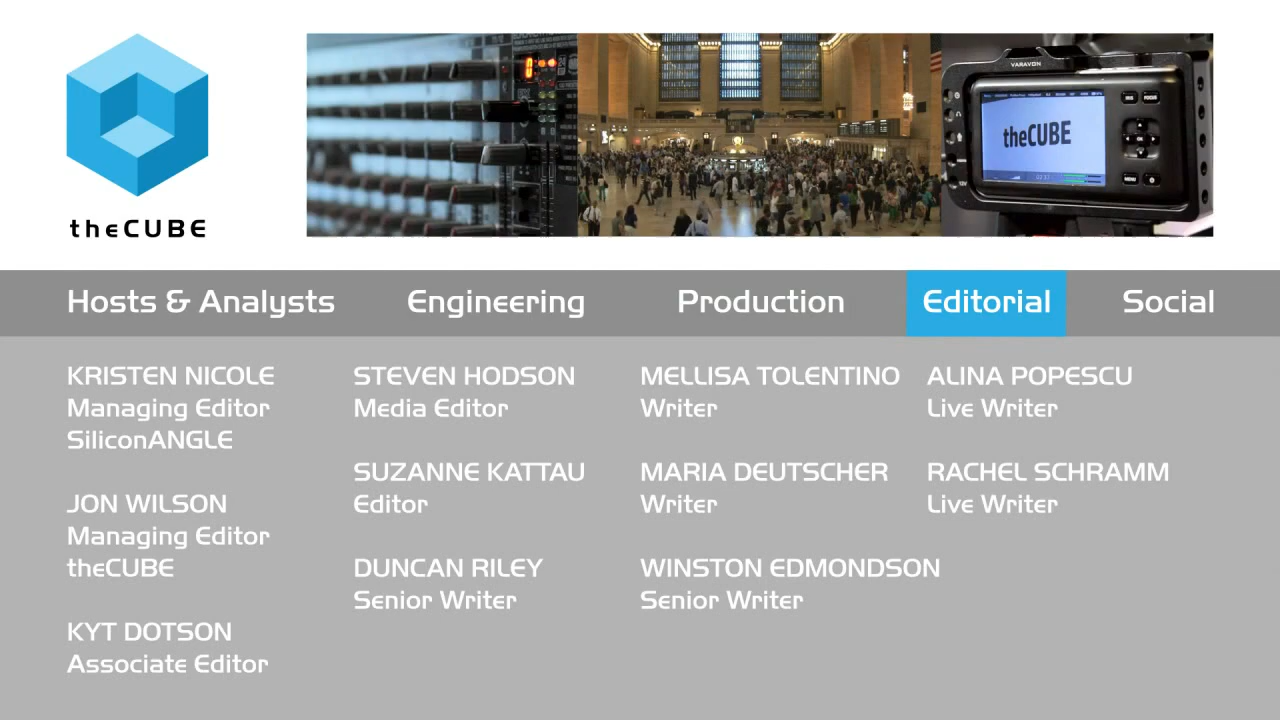 theCUBE
VARAVON
theCUBE
MENU
Hosts & Analysts
Engineering
Production
Editorial
Social
KRISTEN NICOLE
Managing Editor
SiliconANGLE
JON WILSON
Managing Editor
theCUBE
KYT DOTSON
Associate Editor
STEVEN HODSON
Media Editor
SUZANNE KATTAU
Editor
DUNCAN RILEY
Senior Writer
MELLISA TOLENTINO
Writer
MARIA DEUTSCHER
Writer
WINSTON EDMONDSON
Senior Writer
ALINA POPESCU
Live Writer
RACHEL SCHRAMM
Live Writer